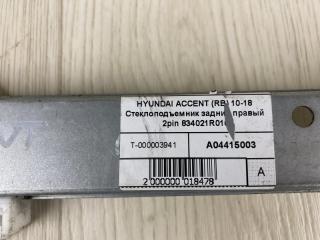 HYUNDAI ACCENT (RB) 10-18
Стеклоподъемник задний правый
2pin 834021R010
T-000003941
A04415003
A
2 000000 018478